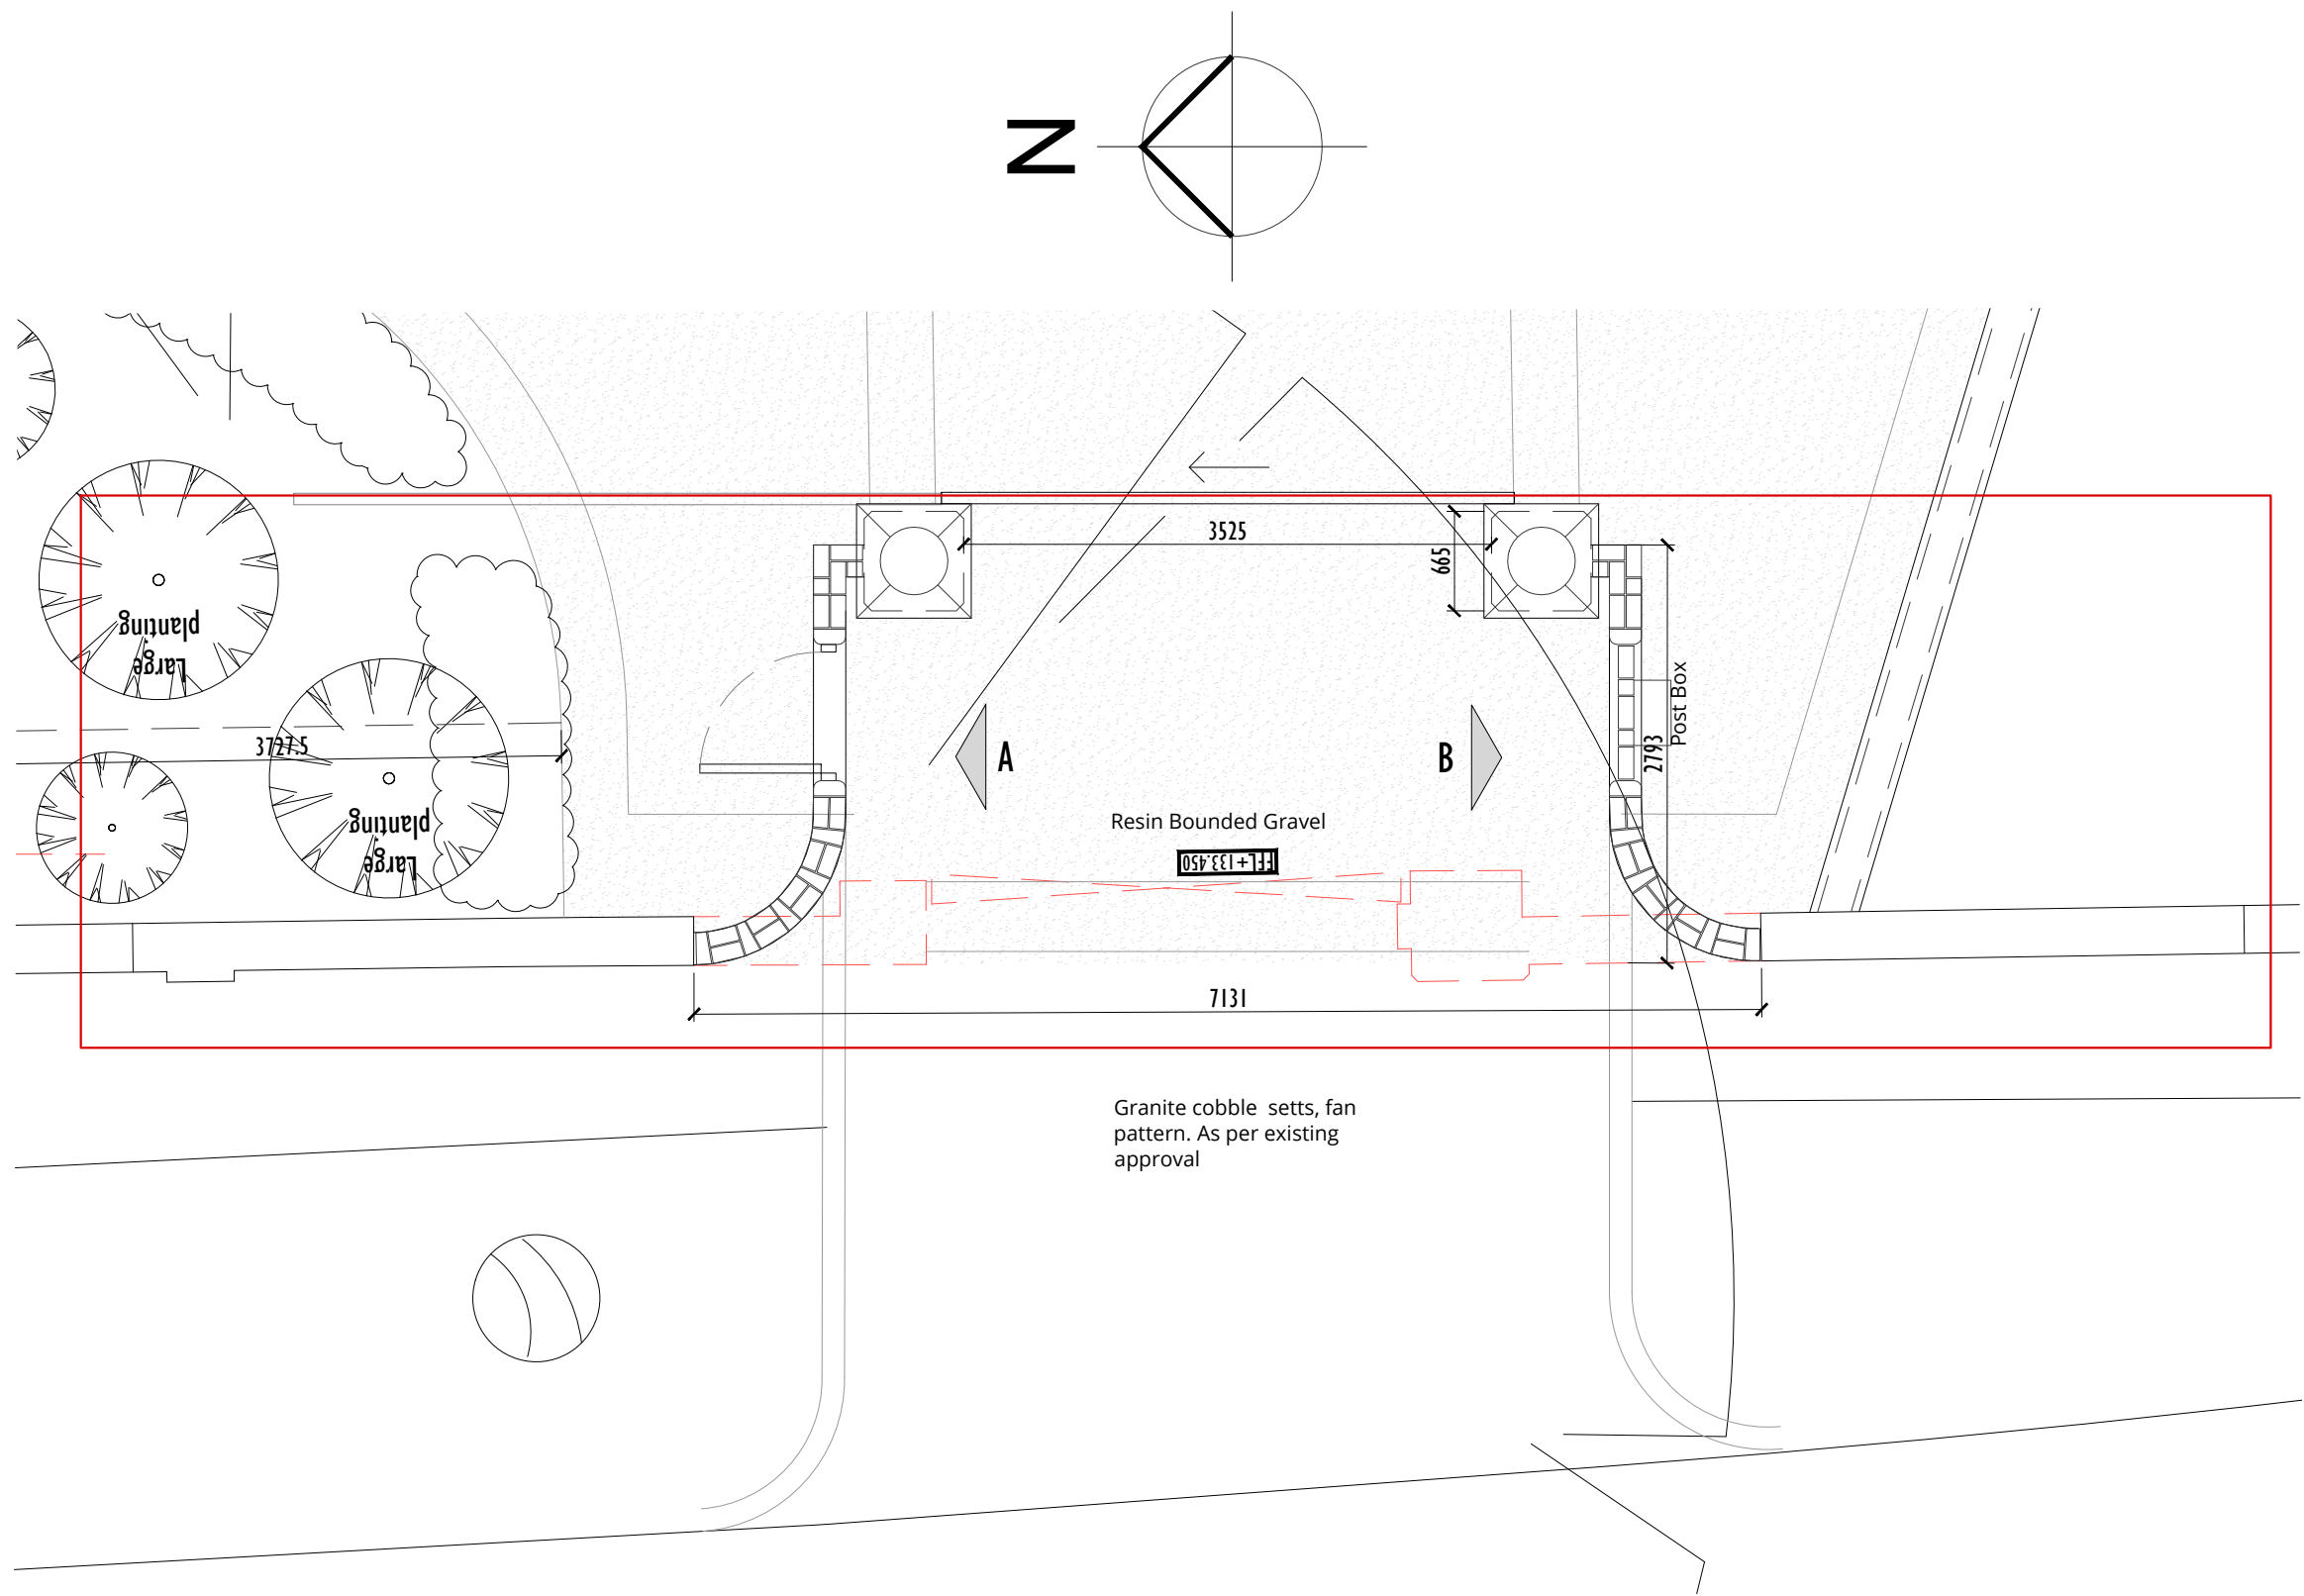 N
3525
665
planting
Large
3727.5
planting
Large
A
B
Post Box
2793
Resin Bounded Gravel
FFL+133.450
7131
Granite cobble setts, fan
pattern. As per existing
approval